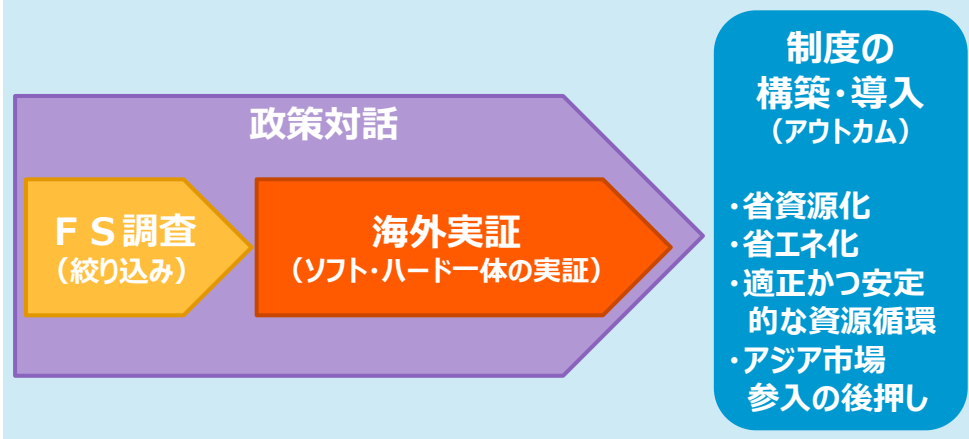 政策対話
ＦＳ調査
（絞り込み）
海外実証
（ソフト・ハード一体の実証）
制度の
構築・導入
（アウトカム）
・省資源化
・省エネ化
・適正かつ安定
的な資源循環
・アジア市場
参入の後押し